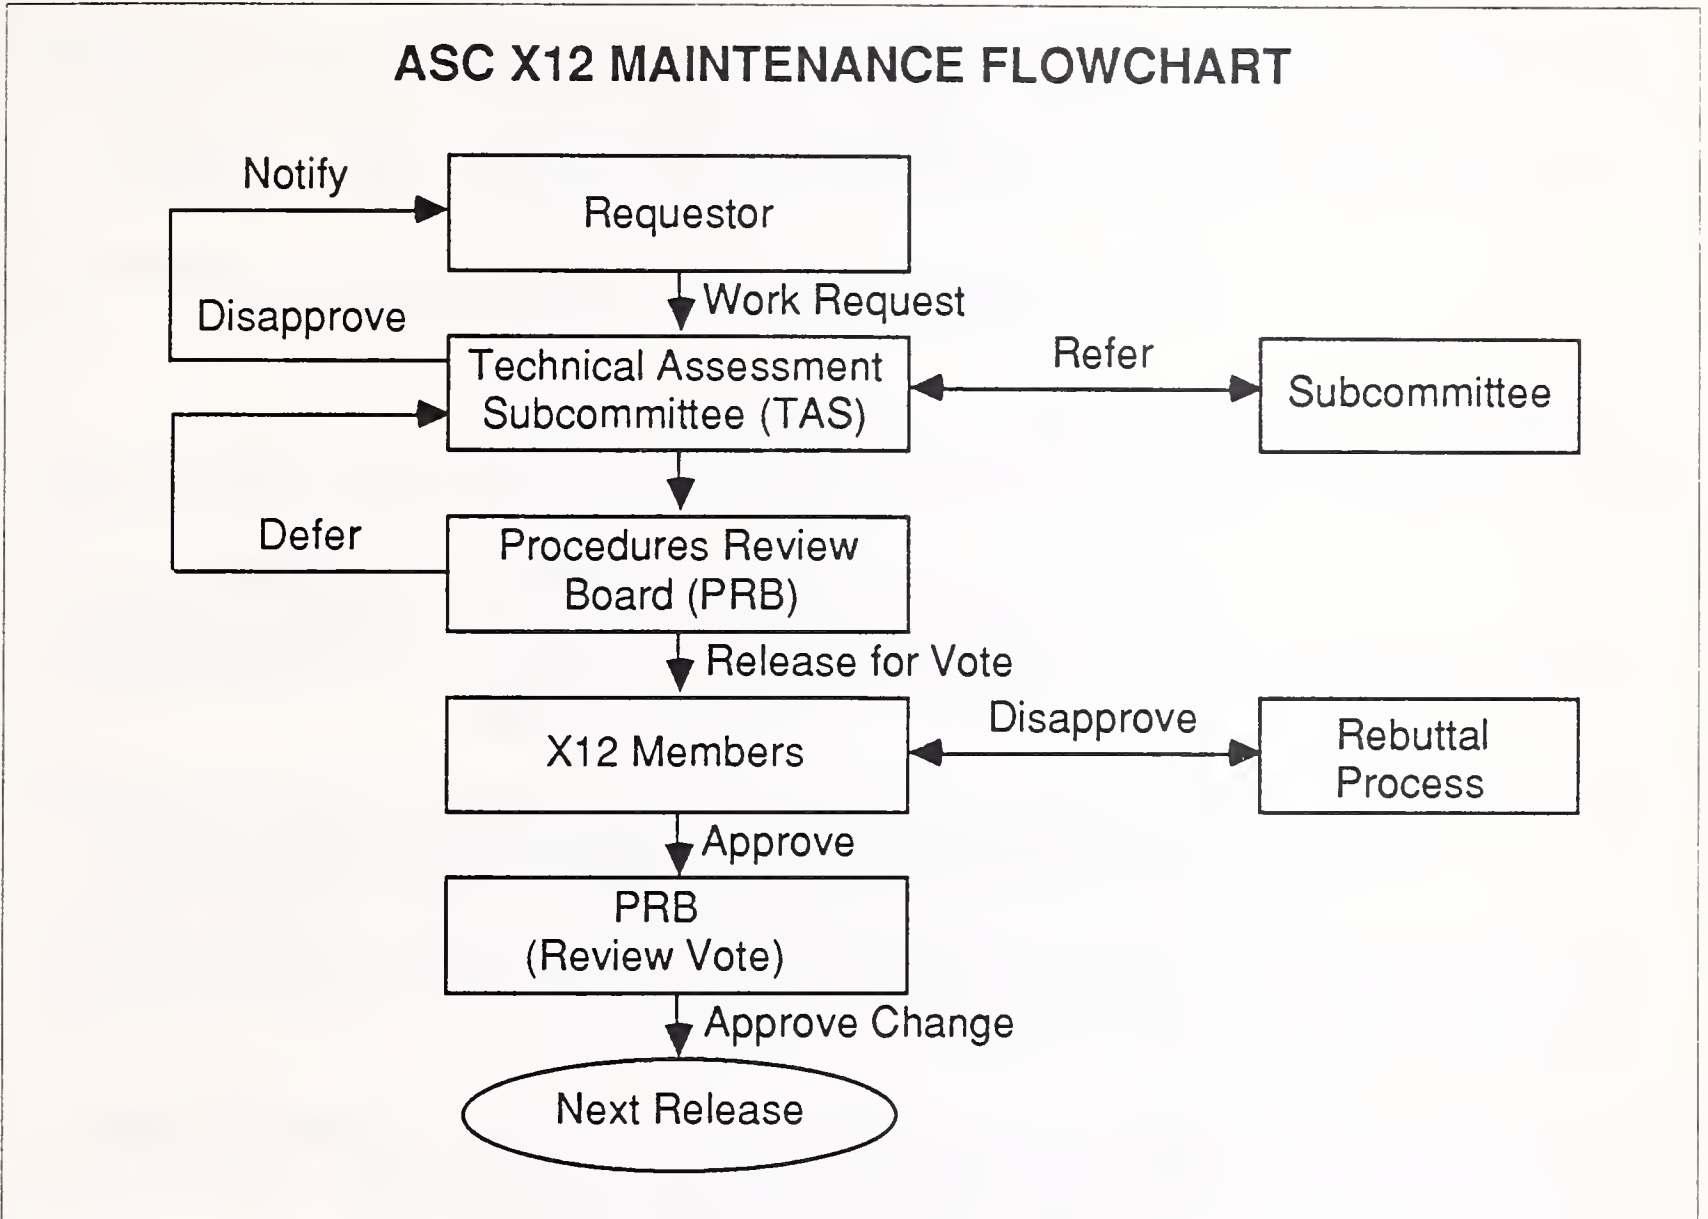 ASC X12 MAINTENANCE FLOWCHART
Notify
Requestor
Work Request
Disapprove
Technical Assessment
Subcommittee (TAS)
Refer
Subcommittee
Defer
Procedures Review
Board (PRB)
Release for Vote
X12 Members
Disapprove
Rebuttal
Process
Approve
PRB
(Review Vote)
Approve Change
Next Release